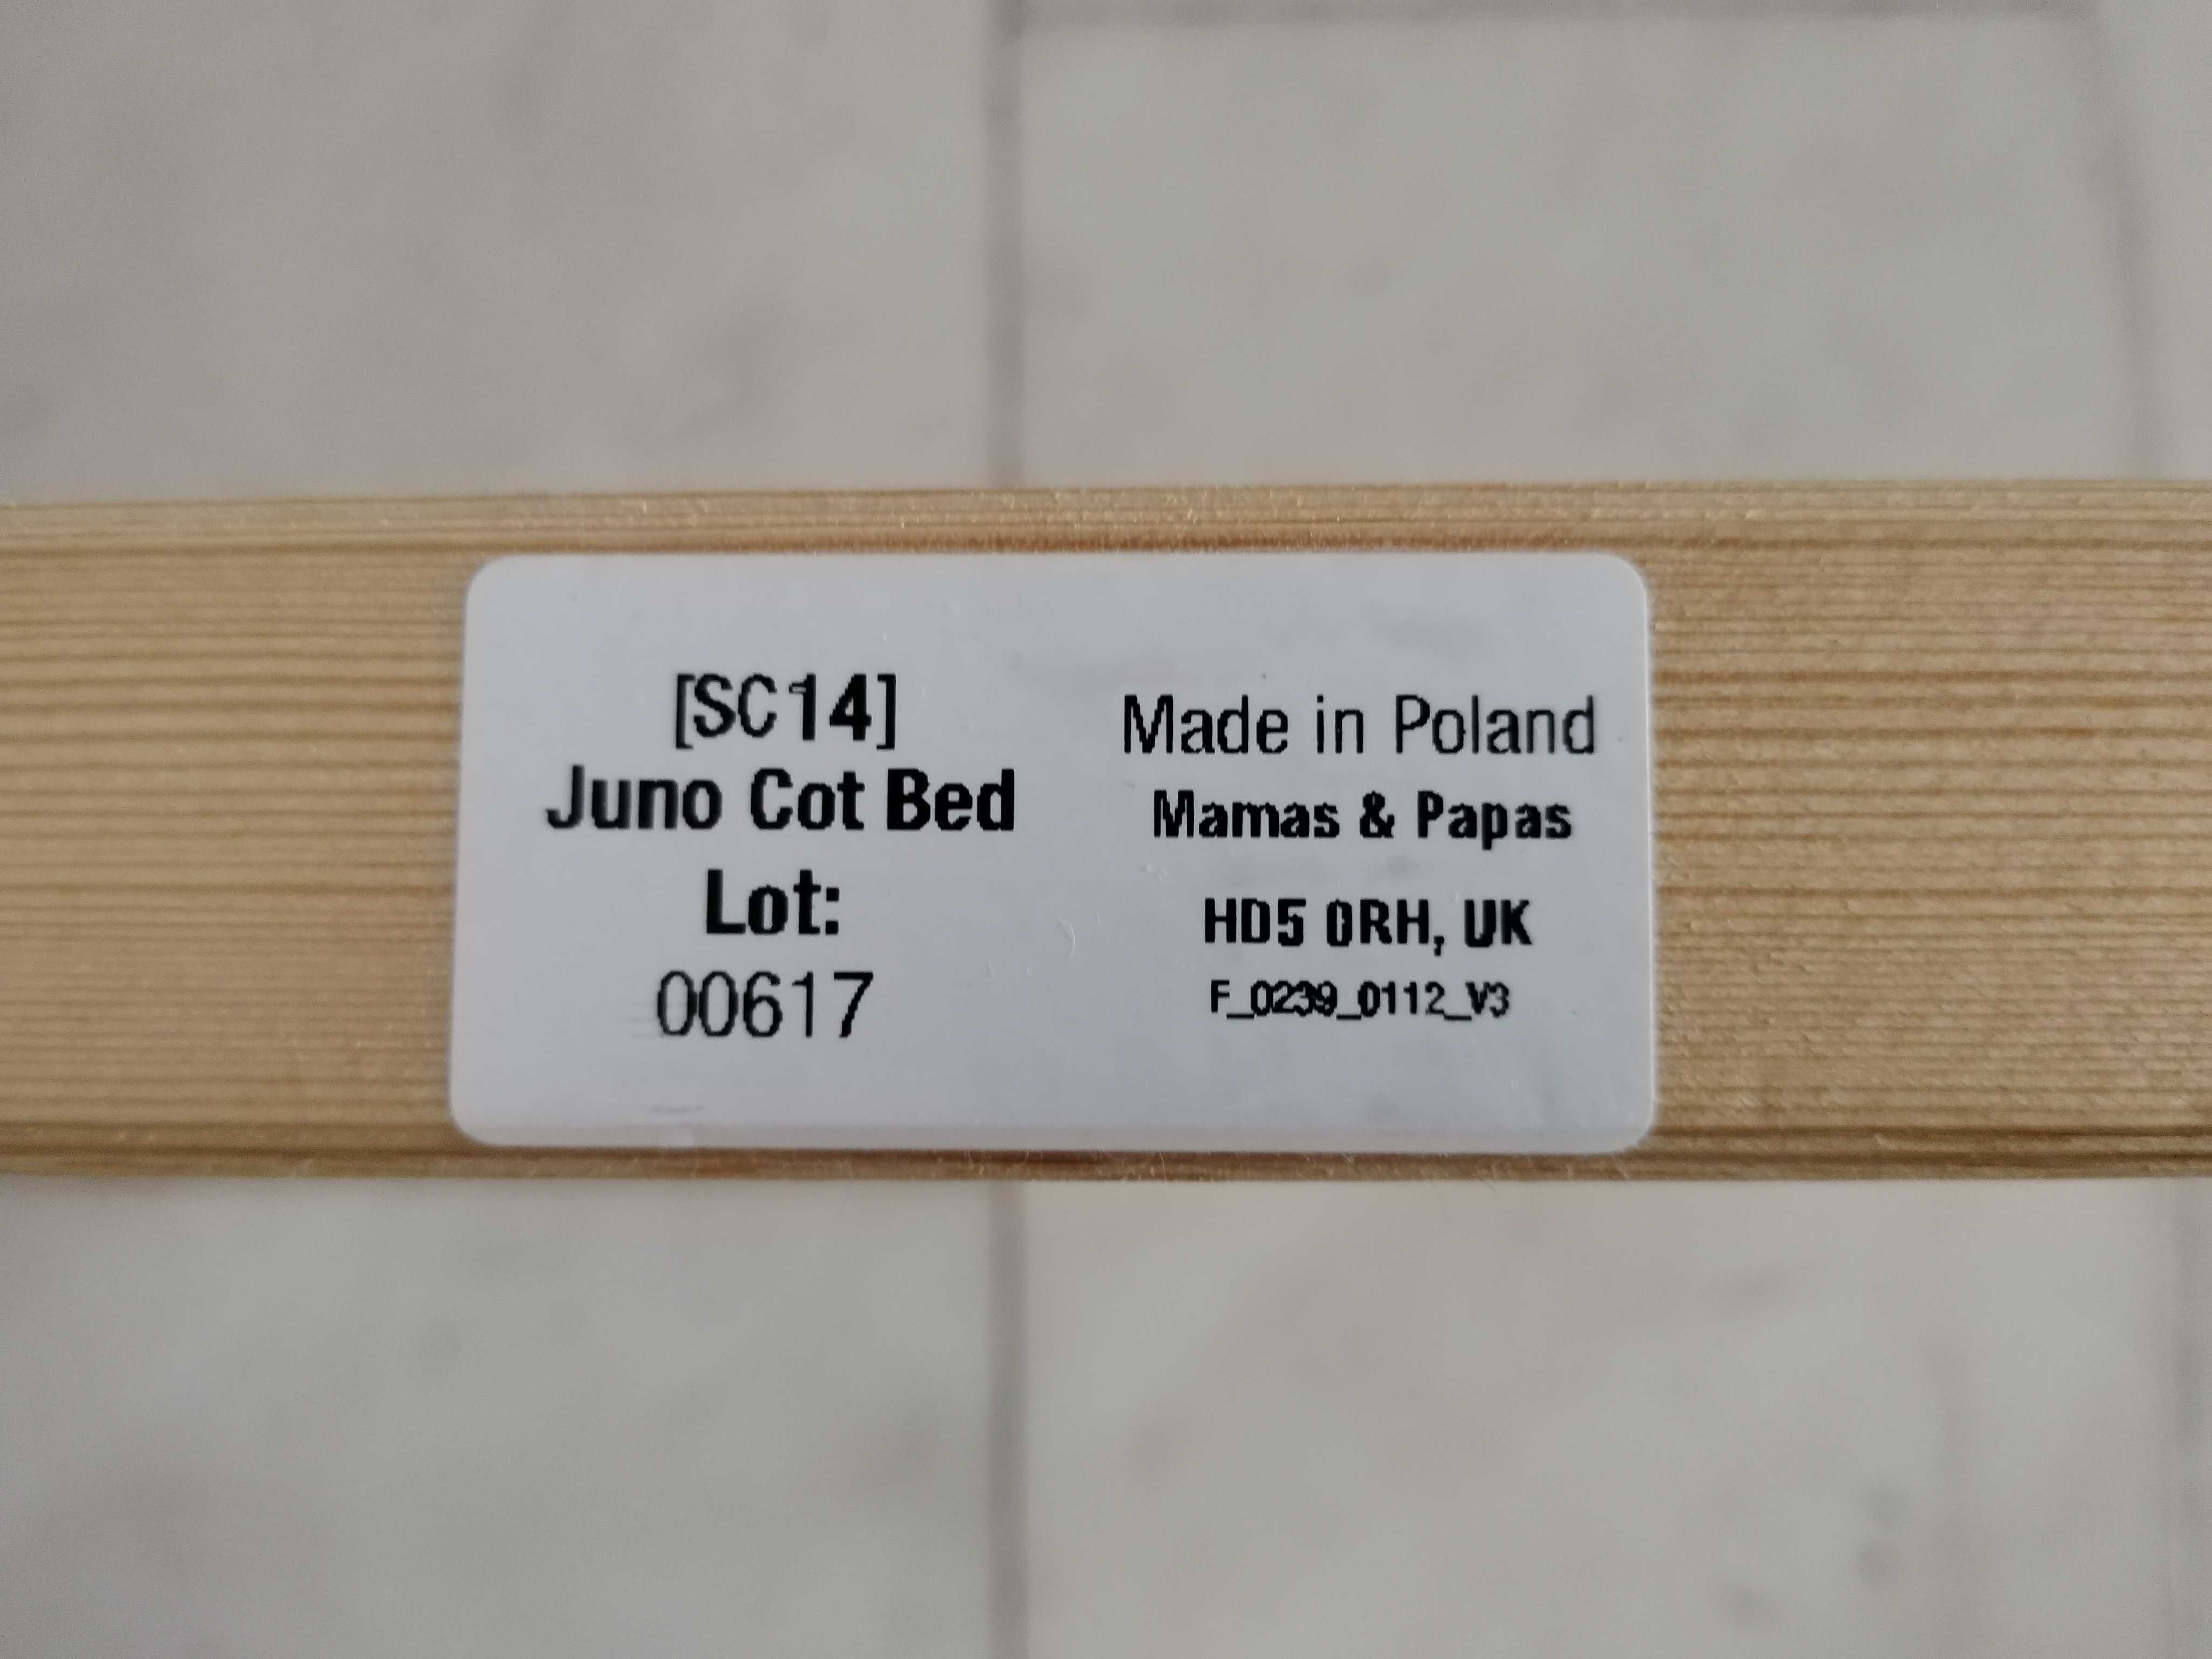 [SC14]
Juno Cot Bed
Lot:
00617
Made in Poland
Mamas & Papas
HD5 0RH, UK
F_0239_0112_V3